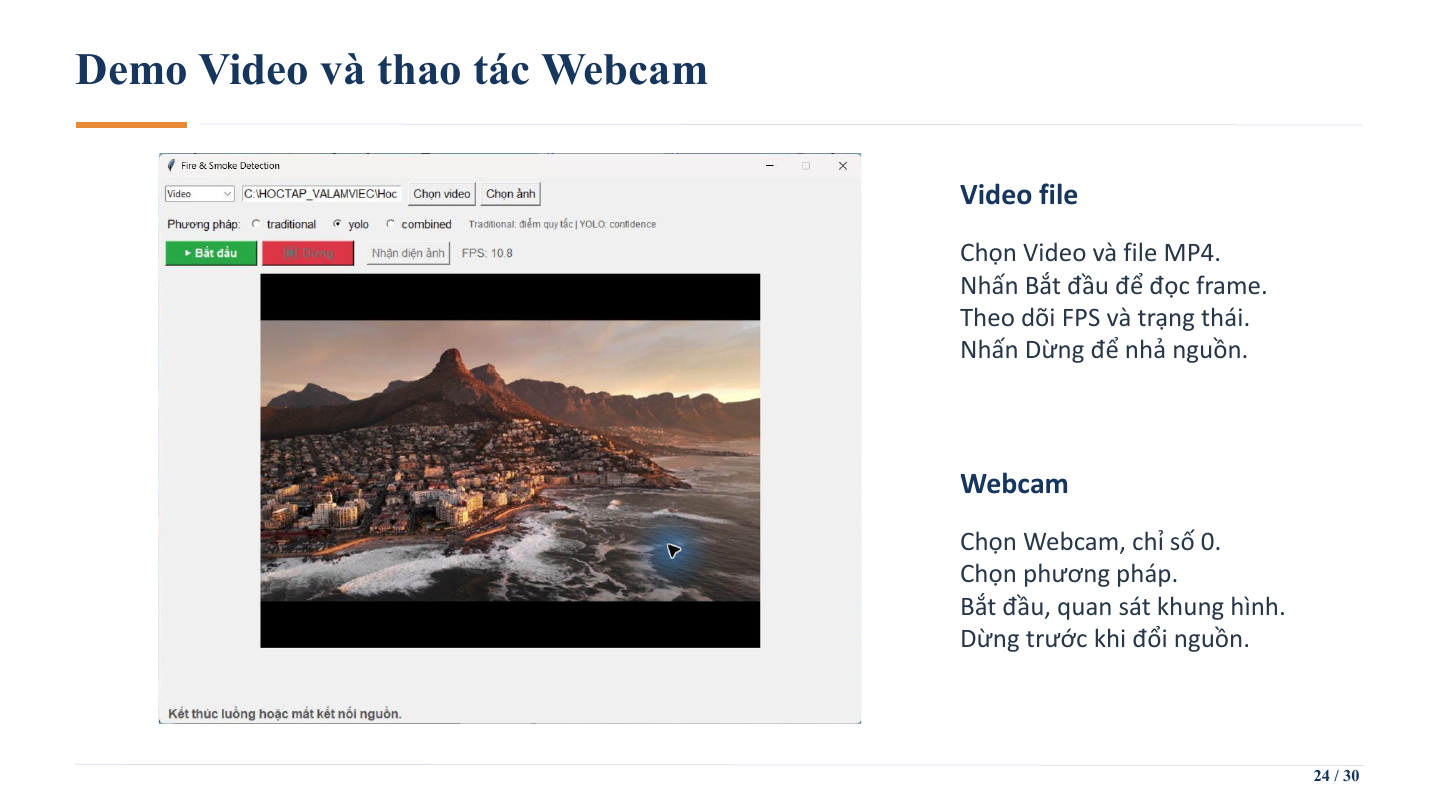 Demo Video và thao tác Webcam
Fire & Smoke Detection
Video
C:\HOCTAP_VALAMVIEC\Hoc
Chọn video
Chọn ảnh
Phương pháp:
traditional
yolo
combined
Traditional: điểm quy tắc | YOLO: confidence
Bắt đầu
Dừng
Nhận diện ảnh
FPS: 10.8
Kết thúc luồng hoặc mất kết nối nguồn.
Video file
Chọn Video và file MP4.
Nhấn Bắt đầu để đọc frame.
Theo dõi FPS và trạng thái.
Nhấn Dừng để nhả nguồn.
Webcam
Chọn Webcam, chỉ số 0.
Chọn phương pháp.
Bắt đầu, quan sát khung hình.
Dừng trước khi đổi nguồn.
24 / 30